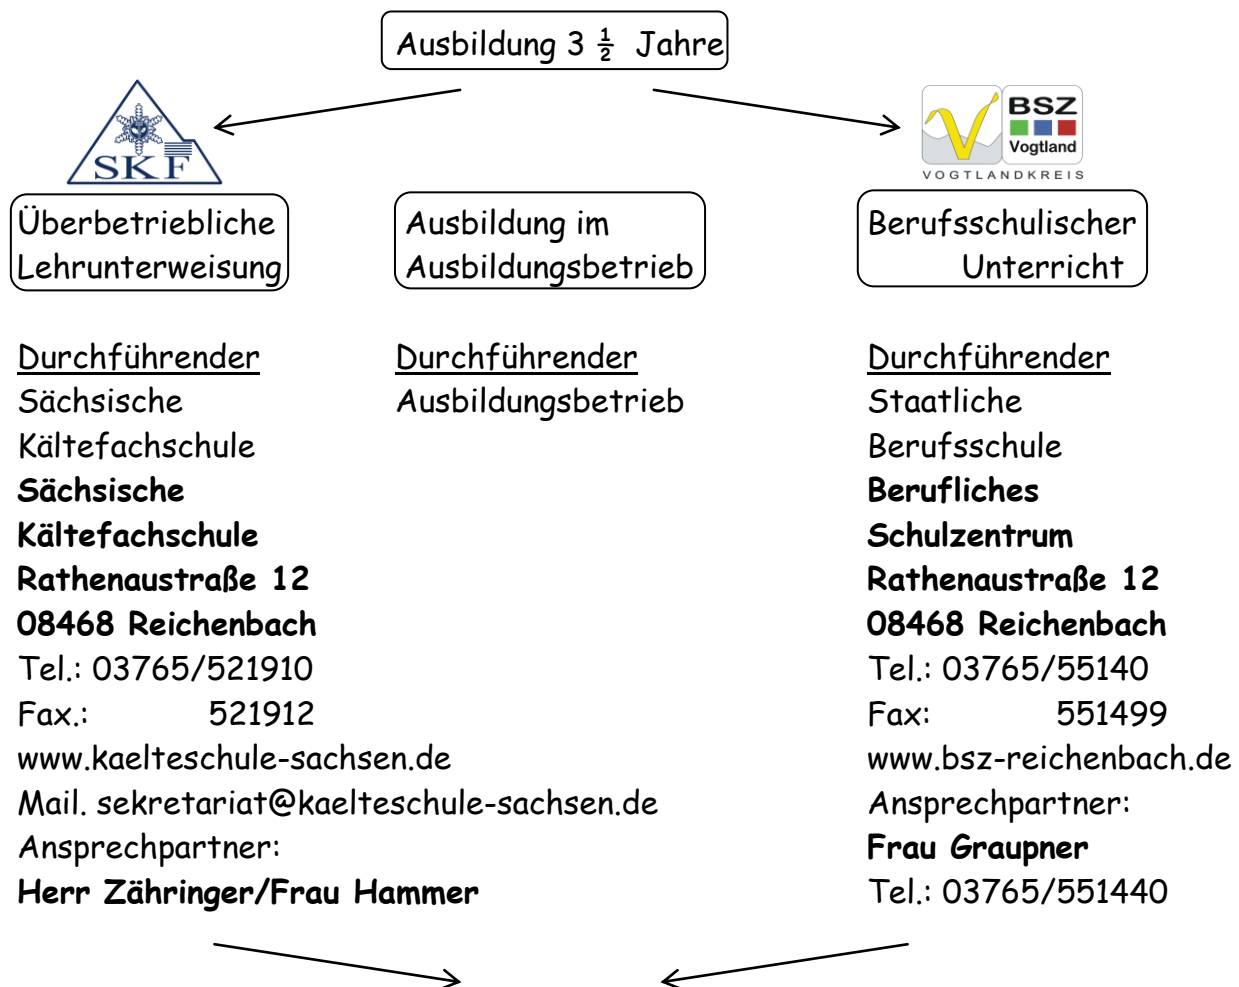 Ausbildung 3 ½ Jahre
SKF
BSZ
Vogtland
VOGTLANDKREIS
Überbetriebliche
Lehrunterweisung
Ausbildung im
Ausbildungsbetrieb
Berufsschulischer
Unterricht
Durchführender
Sächsische
Kältefachschule
Sächsische
Kältefachschule
Rathenaustraße 12
08468 Reichenbach
Tel.: 03765/521910
Fax.: 521912
www.kaelteschule-sachsen.de
Mail. sekretariat@kaelteschule-sachsen.de
Ansprechpartner:
Herr Zähringer/Frau Hammer
Durchführender
Ausbildungsbetrieb
Durchführender
Staatliche
Berufsschule
Berufliches
Schulzentrum
Rathenaustraße 12
08468 Reichenbach
Tel.: 03765/55140
Fax: 551499
www.bsz-reichenbach.de
Ansprechpartner:
Frau Graupner
Tel.: 03765/551440